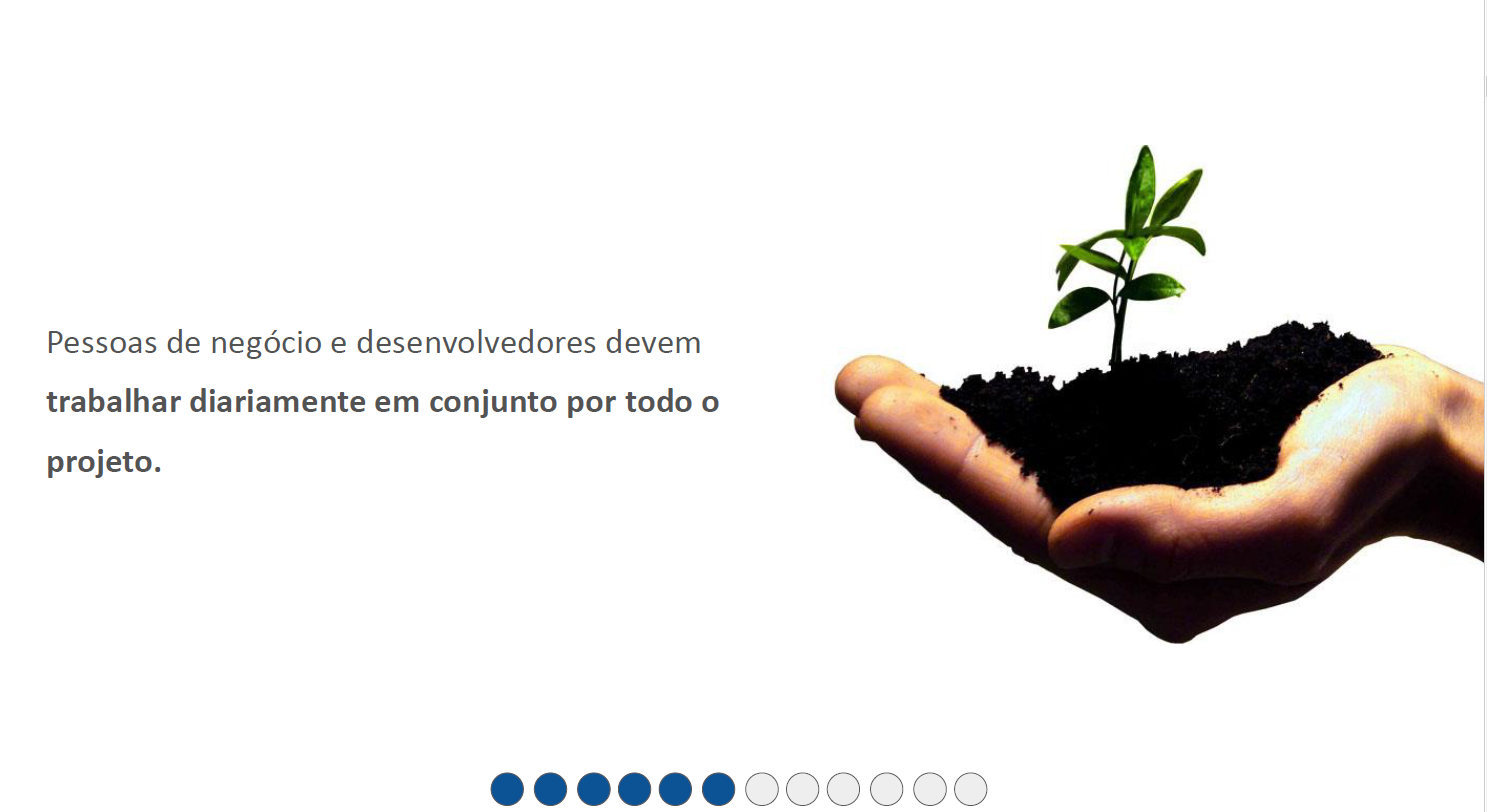 Pessoas de negócio e desenvolvedores devem
trabalhar diariamente em conjunto por todo o
projeto.